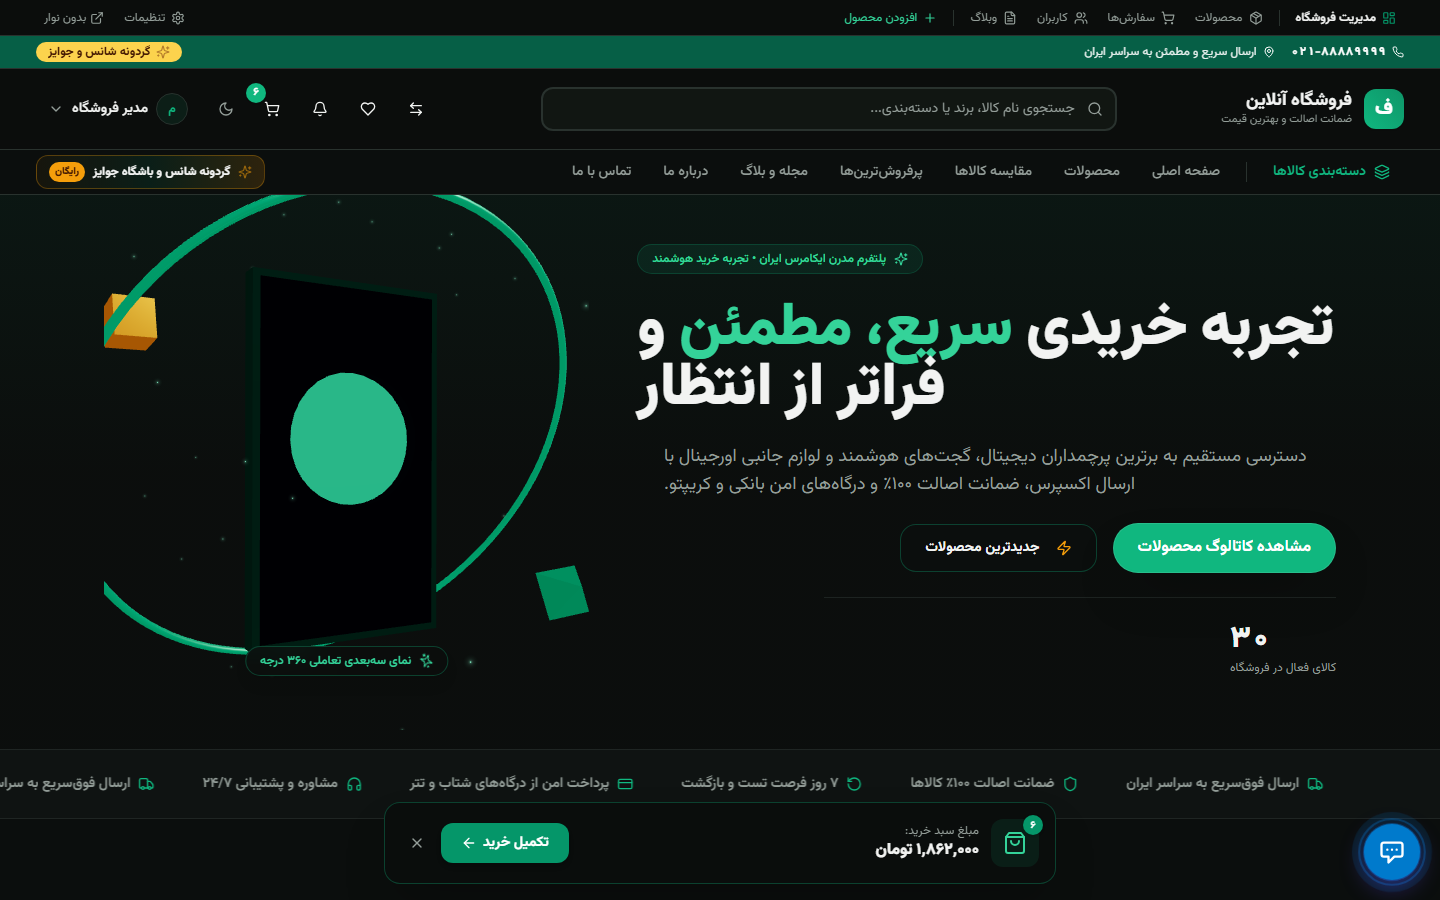 مدیریت فروشگاه
محصولات
سفارش‌ها
کاربران
وبلاگ
افزودن محصول
تنظیمات
بدون نوار
۰۲۱-۸۸۸۸۹۹۹۹
ارسال سریع و مطمئن به سراسر ایران
گردونه شانس و جوایز
ف
فروشگاه آنلاین
ضمانت اصالت و بهترین قیمت
جستجوی نام کالا، برند یا دسته‌بندی...
۶
م
مدیر فروشگاه
دسته‌بندی کالاها
صفحه اصلی
محصولات
مقایسه کالاها
پرفروش‌ترین‌ها
مجله و بلاگ
درباره ما
تماس با ما
گردونه شانس و باشگاه جوایز
رایگان
پلتفرم مدرن ایکامرس ایران • تجربه خرید هوشمند
تجربه خریدی سریع، مطمئن و
فراتر از انتظار
دسترسی مستقیم به برترین پرچمداران دیجیتال، گجت‌های هوشمند و لوازم جانبی اورجینال با
ارسال اکسپرس، ضمانت اصالت ۱۰۰٪ و درگاه‌های امن بانکی و کریپتو.
مشاهده کاتالوگ محصولات
جدیدترین محصولات
۳۰
کالای فعال در فروشگاه
نمای سه‌بعدی تعاملی ۳۶۰ درجه
ارسال فوق‌سریع به سراسر ایران
ضمانت اصالت ۱۰۰٪ کالاها
۷ روز فرصت تست و بازگشت
پرداخت امن از درگاه‌های شتاب و تتر
مشاوره و پشتیبانی ۲۴/۷
ارسال فوق‌سریع به سراس
۶
مبلغ سبد خرید:
۱,۸۶۲,۰۰۰ تومان
تکمیل خرید